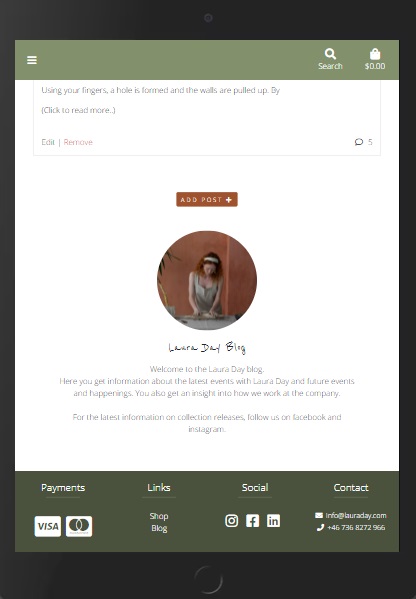 Search
$0.00
Using your fingers, a hole is formed and the walls are pulled up. By
(Click to read more..)
Edit | Remove
5
ADD POST +
Laura Day Blog
Welcome to the Laura Day blog.
Here you get information about the latest events with Laura Day and future events
and happenings. You also get an insight into how we work at the company.
For the latest information on collection releases, follow us on facebook and
instagram.
Payments
Links
Social
Contact
VISA
Shop
Blog
info@lauraday.com
+46 736 8272 966